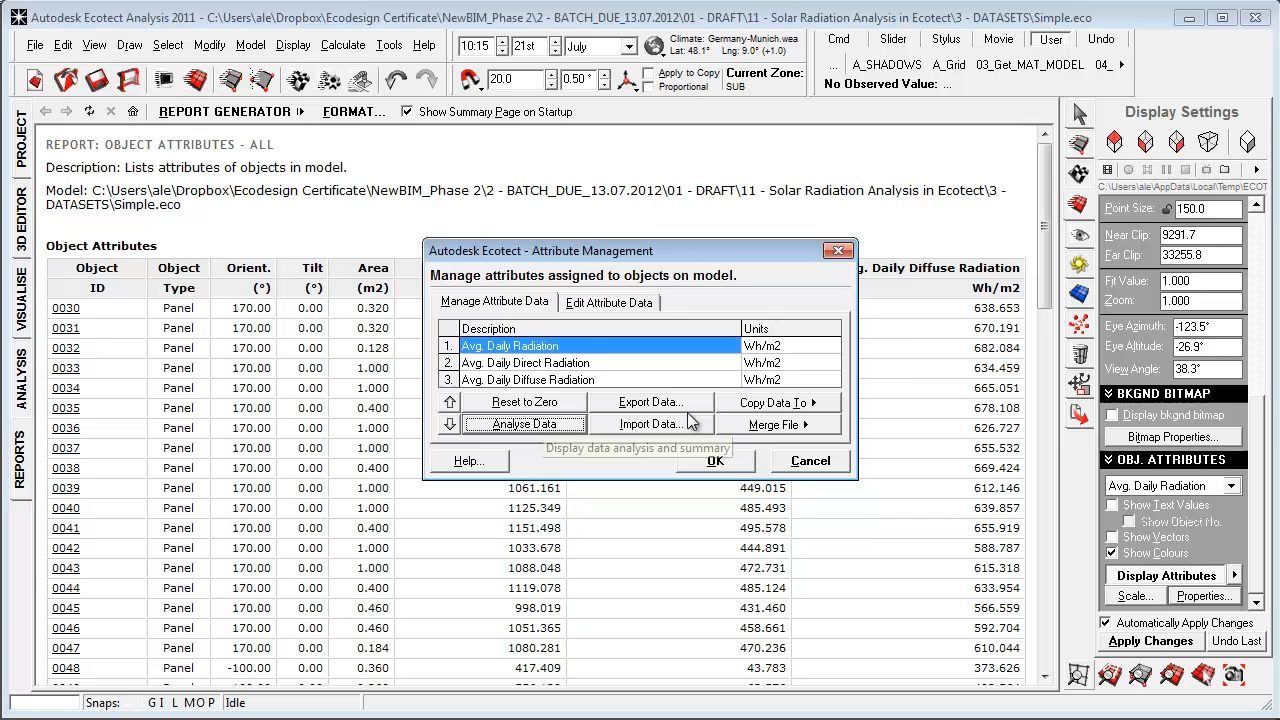 Autodesk Ecotect Analysis 2011 - C:\Users\ale\Dropbox\Ecodesign Certificate\NewBIM_Phase 2\2 - BATCH_DUE_13.07.2012\01 - DRAFT\11 - Solar Radiation Analysis in Ecotect\3 - DATASETS\Simple.eco
File Edit View Draw Select Modify Model Display Calculate Tools Help
10:15 21st July
Climate: Germany-Munich.wea
Lat: 48.1° Lng: 9.0° (+1.0)
Cmd Slider Stylus Movie User Undo
... A_SHADOWS A_Grid 03_Get_MAT_MODEL 04_
No Observed Value: ...
20.0 0.50 °
Apply to Copy
Proportional
Current Zone:
SUB
REPORT GENERATOR FORMAT... Show Summary Page on Startup
PROJECT
3D EDITOR
VISUALISE
ANALYSIS
REPORTS
REPORT: OBJECT ATTRIBUTES - ALL
Description: Lists attributes of objects in model.
Model: C:\Users\ale\Dropbox\Ecodesign Certificate\NewBIM_Phase 2\2 - BATCH_DUE_13.07.2012\01 - DRAFT\11 - Solar Radiation Analysis in Ecotect\3 -
DATASETS\Simple.eco
Object Attributes
Object Object Orient. Tilt Area g. Daily Diffuse Radiation
ID Type (°) (°) (m2) Wh/m2
0030 Panel 170.00 0.00 0.320 638.653
0031 Panel 170.00 0.00 0.320 670.191
0032 Panel 170.00 0.00 0.128 682.084
0033 Panel 170.00 0.00 1.000 634.459
0034 Panel 170.00 0.00 1.000 665.051
0035 Panel 170.00 0.00 0.400 678.108
0036 Panel 170.00 0.00 1.000 626.110
0037 Panel 170.00 0.00 1.000 655.532
0038 Panel 170.00 0.00 0.400 669.424
0039 Panel 170.00 0.00 1.000 1061.161 449.015 612.146
0040 Panel 170.00 0.00 1.000 1125.349 485.493 639.857
0041 Panel 170.00 0.00 0.400 1151.498 495.578 655.919
0042 Panel 170.00 0.00 1.000 1033.678 444.891 588.787
0043 Panel 170.00 0.00 1.000 1088.048 472.731 615.318
0044 Panel 170.00 0.00 0.400 1119.078 485.124 633.954
0045 Panel 170.00 0.00 0.460 998.019 431.460 566.559
0046 Panel 170.00 0.00 0.460 1051.365 458.661 592.704
0047 Panel 170.00 0.00 0.184 1080.281 470.236 610.044
0048 Panel -100.00 0.00 0.360 417.409 43.783 373.626
Autodesk Ecotect - Attribute Management
Manage attributes assigned to objects on model.
Manage Attribute Data Edit Attribute Data
Description Units
1. Avg. Daily Radiation Wh/m2
2. Avg. Daily Direct Radiation Wh/m2
3. Avg. Daily Diffuse Radiation Wh/m2
Reset to Zero Export Data... Copy Data To
Analyse Data Import Data... Merge File
Display data analysis and summary
Help... OK Cancel
Display Settings
C:\Users\ale\AppData\Local\Temp\ECOT
Point Size: 150.0
Near Clip: 9291.7
Far Clip: 33255.8
Fit Value: 1.000
Zoom: 1.000
Eye Azimuth: -123.5°
Eye Altitude: -26.9°
View Angle: 38.3°
BKGND BITMAP
Display bkgnd bitmap
Bitmap Properties...
OBJ. ATTRIBUTES
Avg. Daily Radiation
Show Text Values
Show Object No.
Show Vectors
Show Colours
Display Attributes
Scale... Properties...
Automatically Apply Changes
Apply Changes Undo Last
Snaps: G I L M O P Idle